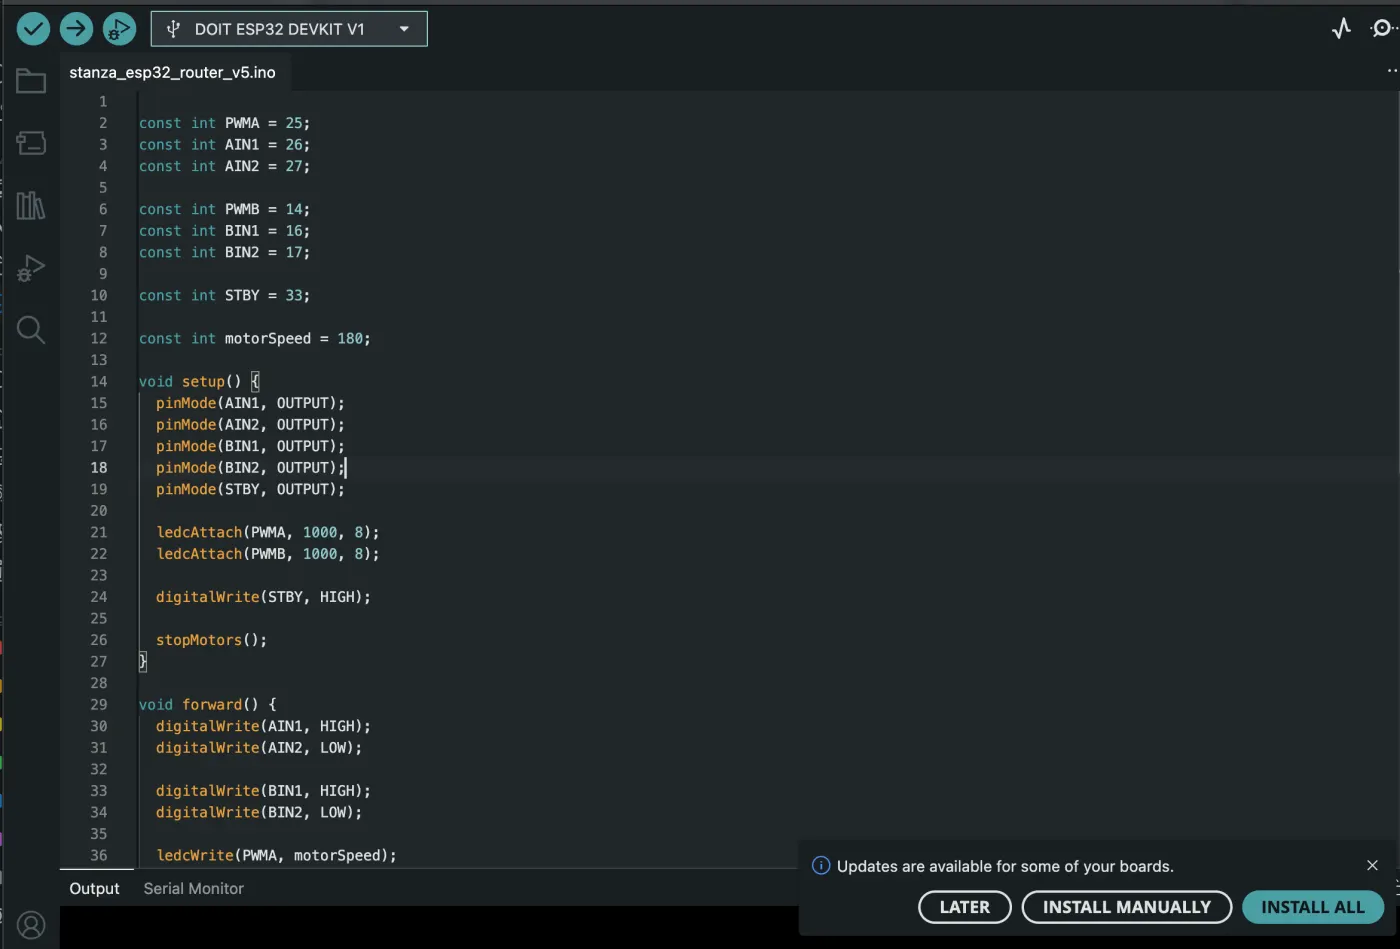 DOIT ESP32 DEVKIT V1
stanza_esp32_router_v5.ino
1
2 const int PWMA = 25;
3 const int AIN1 = 26;
4 const int AIN2 = 27;
5
6 const int PWMB = 14;
7 const int BIN1 = 16;
8 const int BIN2 = 17;
9
10 const int STBY = 33;
11
12 const int motorSpeed = 180;
13
14 void setup() {
15 pinMode(AIN1, OUTPUT);
16 pinMode(AIN2, OUTPUT);
17 pinMode(BIN1, OUTPUT);
18 pinMode(BIN2, OUTPUT);
19 pinMode(STBY, OUTPUT);
20
21 ledcAttach(PWMA, 1000, 8);
22 ledcAttach(PWMB, 1000, 8);
23
24 digitalWrite(STBY, HIGH);
25
26 stopMotors();
27 }
28
29 void forward() {
30 digitalWrite(AIN1, HIGH);
31 digitalWrite(AIN2, LOW);
32
33 digitalWrite(BIN1, HIGH);
34 digitalWrite(BIN2, LOW);
35
36 ledcWrite(PWMA, motorSpeed);
Updates are available for some of your boards.
Output Serial Monitor
LATER INSTALL MANUALLY INSTALL ALL